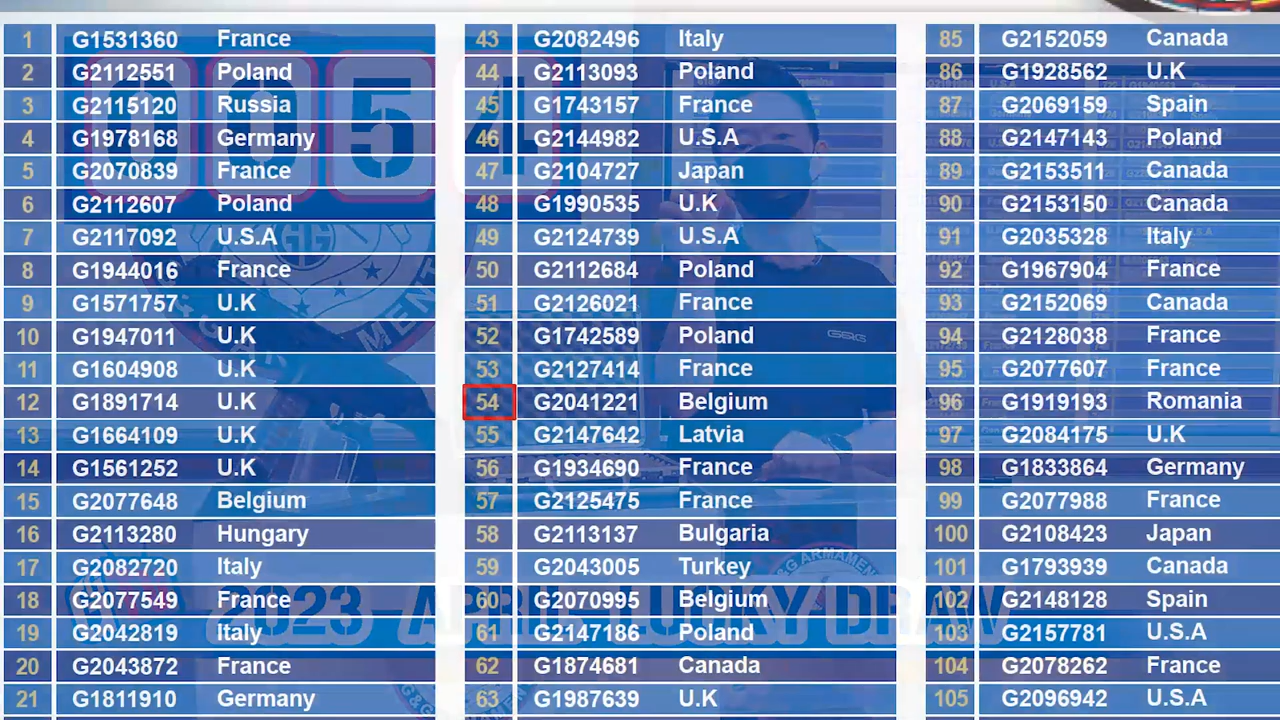 1 G1531360 France
2 G2112551 Poland
3 G2115120 Russia
4 G1978168 Germany
5 G2070839 France
6 G2112607 Poland
7 G2117092 U.S.A
8 G1944016 France
9 G1571757 U.K
10 G1947011 U.K
11 G1604908 U.K
12 G1891714 U.K
13 G1664109 U.K
14 G1561252 U.K
15 G2077648 Belgium
16 G2113280 Hungary
17 G2082720 Italy
18 G2077549 France
19 G2042819 Italy
20 G2043872 France
21 G1811910 Germany
43 G2082496 Italy
44 G2113093 Poland
45 G1743157 France
46 G2144982 U.S.A
47 G2104727 Japan
48 G1990535 U.K
49 G2124739 U.S.A
50 G2112684 Poland
51 G2126021 France
52 G1742589 Poland
53 G2127414 France
54 G2041221 Belgium
55 G2147642 Latvia
56 G1934690 France
57 G2125475 France
58 G2113137 Bulgaria
59 G2043005 Turkey
60 G2070995 Belgium
61 G2147186 Poland
62 G1874681 Canada
63 G1987639 U.K
85 G2152059 Canada
86 G1928562 U.K
87 G2069159 Spain
88 G2147143 Poland
89 G2153511 Canada
90 G2153150 Canada
91 G2035328 Italy
92 G1967904 France
93 G2152069 Canada
94 G2128038 France
95 G2077607 France
96 G1919193 Romania
97 G2084175 U.K
98 G1833864 Germany
99 G2077988 France
100 G2108423 Japan
101 G1793939 Canada
102 G2148128 Spain
103 G2157781 U.S.A
104 G2078262 France
105 G2096942 U.S.A
0054
2023 APRIL LUCKY DRAW